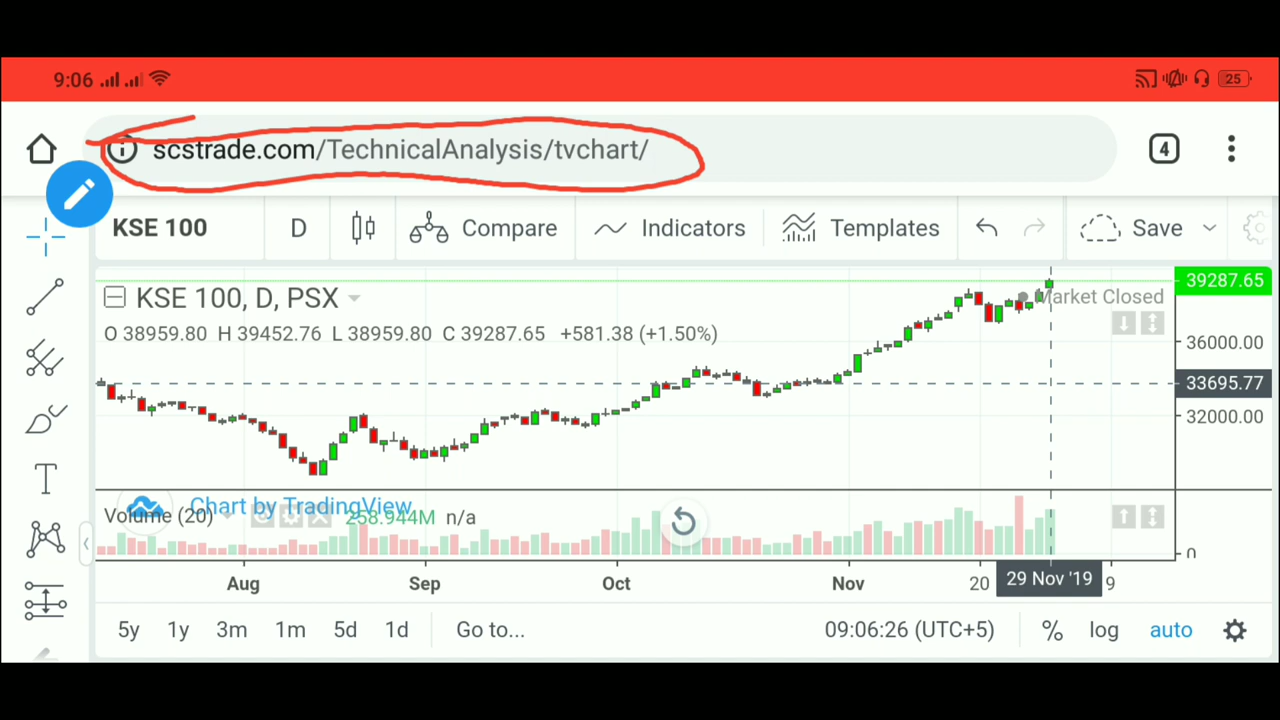 9:06 25
scstrade.com/TechnicalAnalysis/tvchart/ 4
KSE 100 D Compare Indicators Templates Save
KSE 100, D, PSX
Market Closed
39287.65
O 38959.80 H 39452.76 L 38959.80 C 39287.65 +581.38 (+1.50%)
36000.00
33695.77
32000.00
Chart by TradingView
Volume (20) 258.944M n/a
0
Aug Sep Oct Nov 20 29 Nov '19 9
5y 1y 3m 1m 5d 1d Go to... 09:06:26 (UTC+5) % log auto